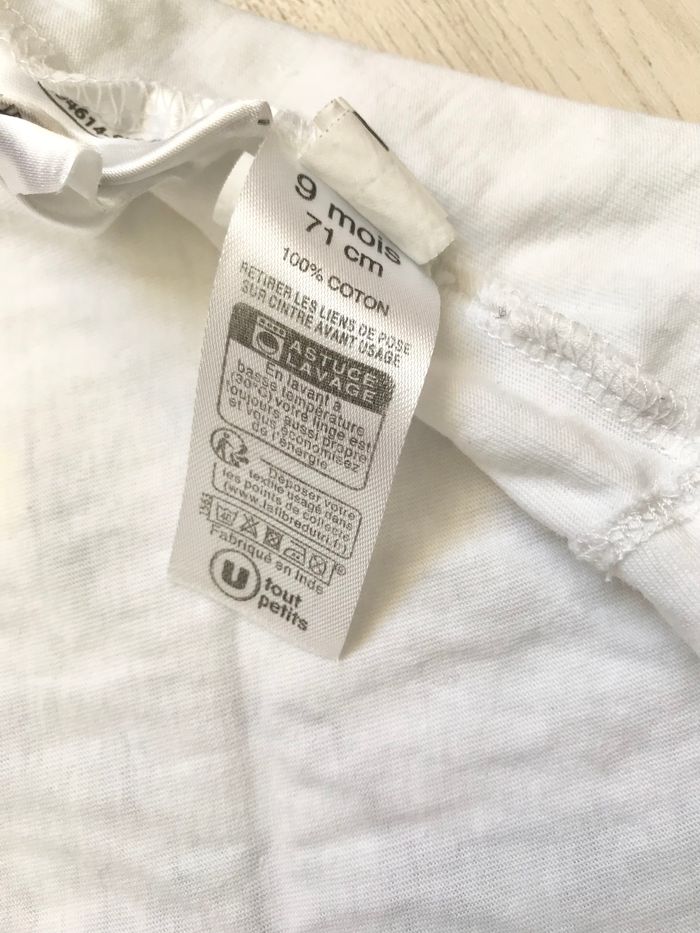 4614
9 mois
71 cm
100% COTON
RETIRER LES LIENS DE POSE
SUR CINTRE AVANT USAGE
ASTUCE
LAVAGE
En lavant à
basse température
(30°C) votre linge est
toujours aussi propre
et vous économisez
de l'énergie
Déposer votre
textile usagé dans
les points de collecte
(www.lafibredutri.fr)
Fabriqué en Inde
U
tout
petits